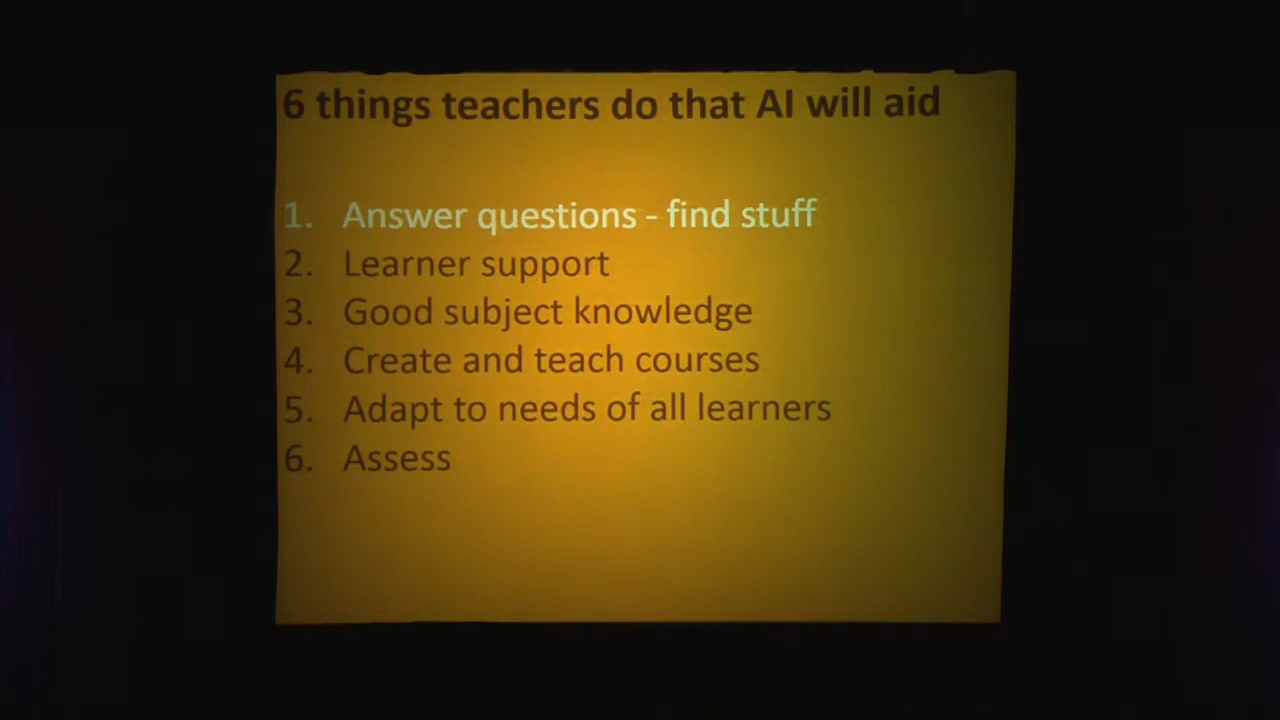 6 things teachers do that AI will aid
1. Answer questions - find stuff
2. Learner support
3. Good subject knowledge
4. Create and teach courses
5. Adapt to needs of all learners
6. Assess